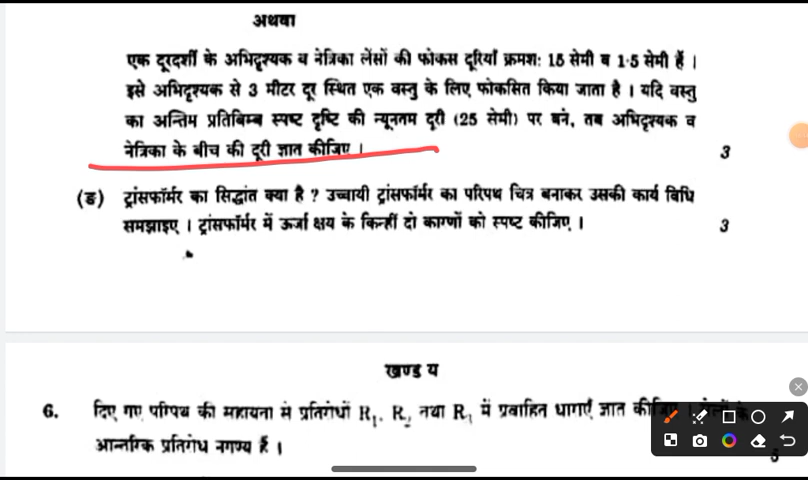 अथवा
एक दूरदर्शी के अभिदृश्यक व नेत्रिका लेंसों की फोकस दूरियाँ क्रमशः 15 सेमी व 1·5 सेमी हैं ।
इसे अभिदृश्यक से 3 मीटर दूर स्थित एक वस्तु के लिए फोकसित किया जाता है । यदि वस्तु
का अन्तिम प्रतिबिम्ब स्पष्ट दृष्टि की न्यूनतम दूरी (25 सेमी) पर बने, तब अभिदृश्यक व
नेत्रिका के बीच की दूरी ज्ञात कीजिए । 3
(ङ) ट्रांसफॉर्मर का सिद्धांत क्या है ? उच्चायी ट्रांसफॉर्मर का परिपथ चित्र बनाकर उसकी कार्य विधि
समझाइए । ट्रांसफॉर्मर में ऊर्जा क्षय के किन्हीं दो कारणों को स्पष्ट कीजिए । 3
खण्ड य
6. दिए गए परिपथ की सहायता से प्रतिरोधों R₁, R₂ तथा में प्रवाहित धाराएँ ज्ञात
आन्तरिक प्रतिरोध नगण्य हैं । 5